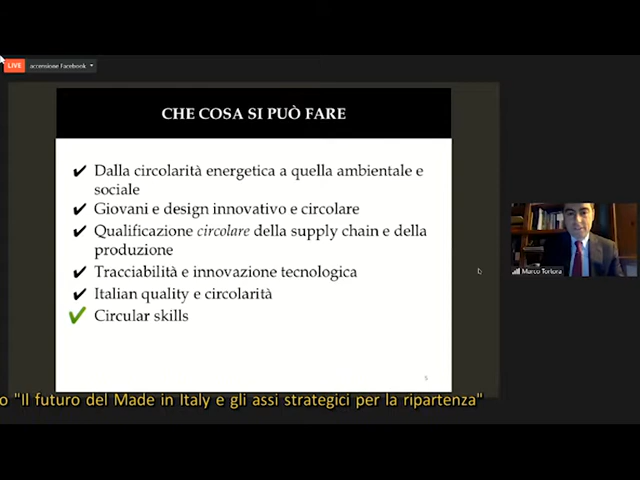 LIVE accensione Facebook
CHE COSA SI PUÒ FARE
✔ Dalla circolarità energetica a quella ambientale e
sociale
✔ Giovani e design innovativo e circolare
✔ Qualificazione circolare della supply chain e della
produzione
✔ Tracciabilità e innovazione tecnologica
✔ Italian quality e circolarità
✔ Circular skills
Marco Tortora
o "Il futuro del Made in Italy e gli assi strategici per la ripartenza"